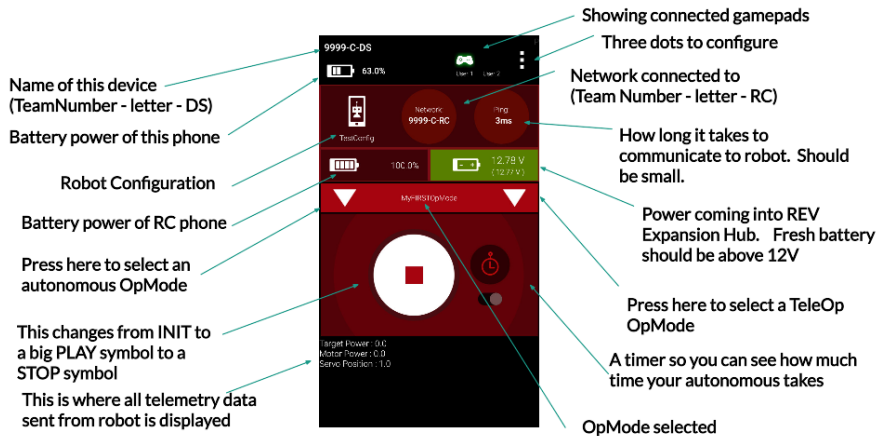 Showing connected gamepads
Three dots to configure
Network connected to
(Team Number - letter - RC)
How long it takes to
communicate to robot.  Should
be small.
Power coming into REV
Expansion Hub.   Fresh battery
should be above 12V
Press here to select a TeleOp
OpMode
A timer so you can see how much
time your autonomous takes
OpMode selected
Name of this device
(TeamNumber - letter - DS)
Battery power of this phone
Robot Configuration
Battery power of RC phone
Press here to select an
autonomous OpMode
This changes from INIT to
a big PLAY symbol to a
STOP symbol
This is where all telemetry data
sent from robot is displayed
9999-C-DS
63.0%
User 1 User 2
TestConfig
Network
9999-C-RC
Ping
3ms
100.0%
12.78 V
( 12.77 V )
MyFIRSTOpMode
Target Power : 0.0
Motor Power : 0.0
Servo Position : 1.0